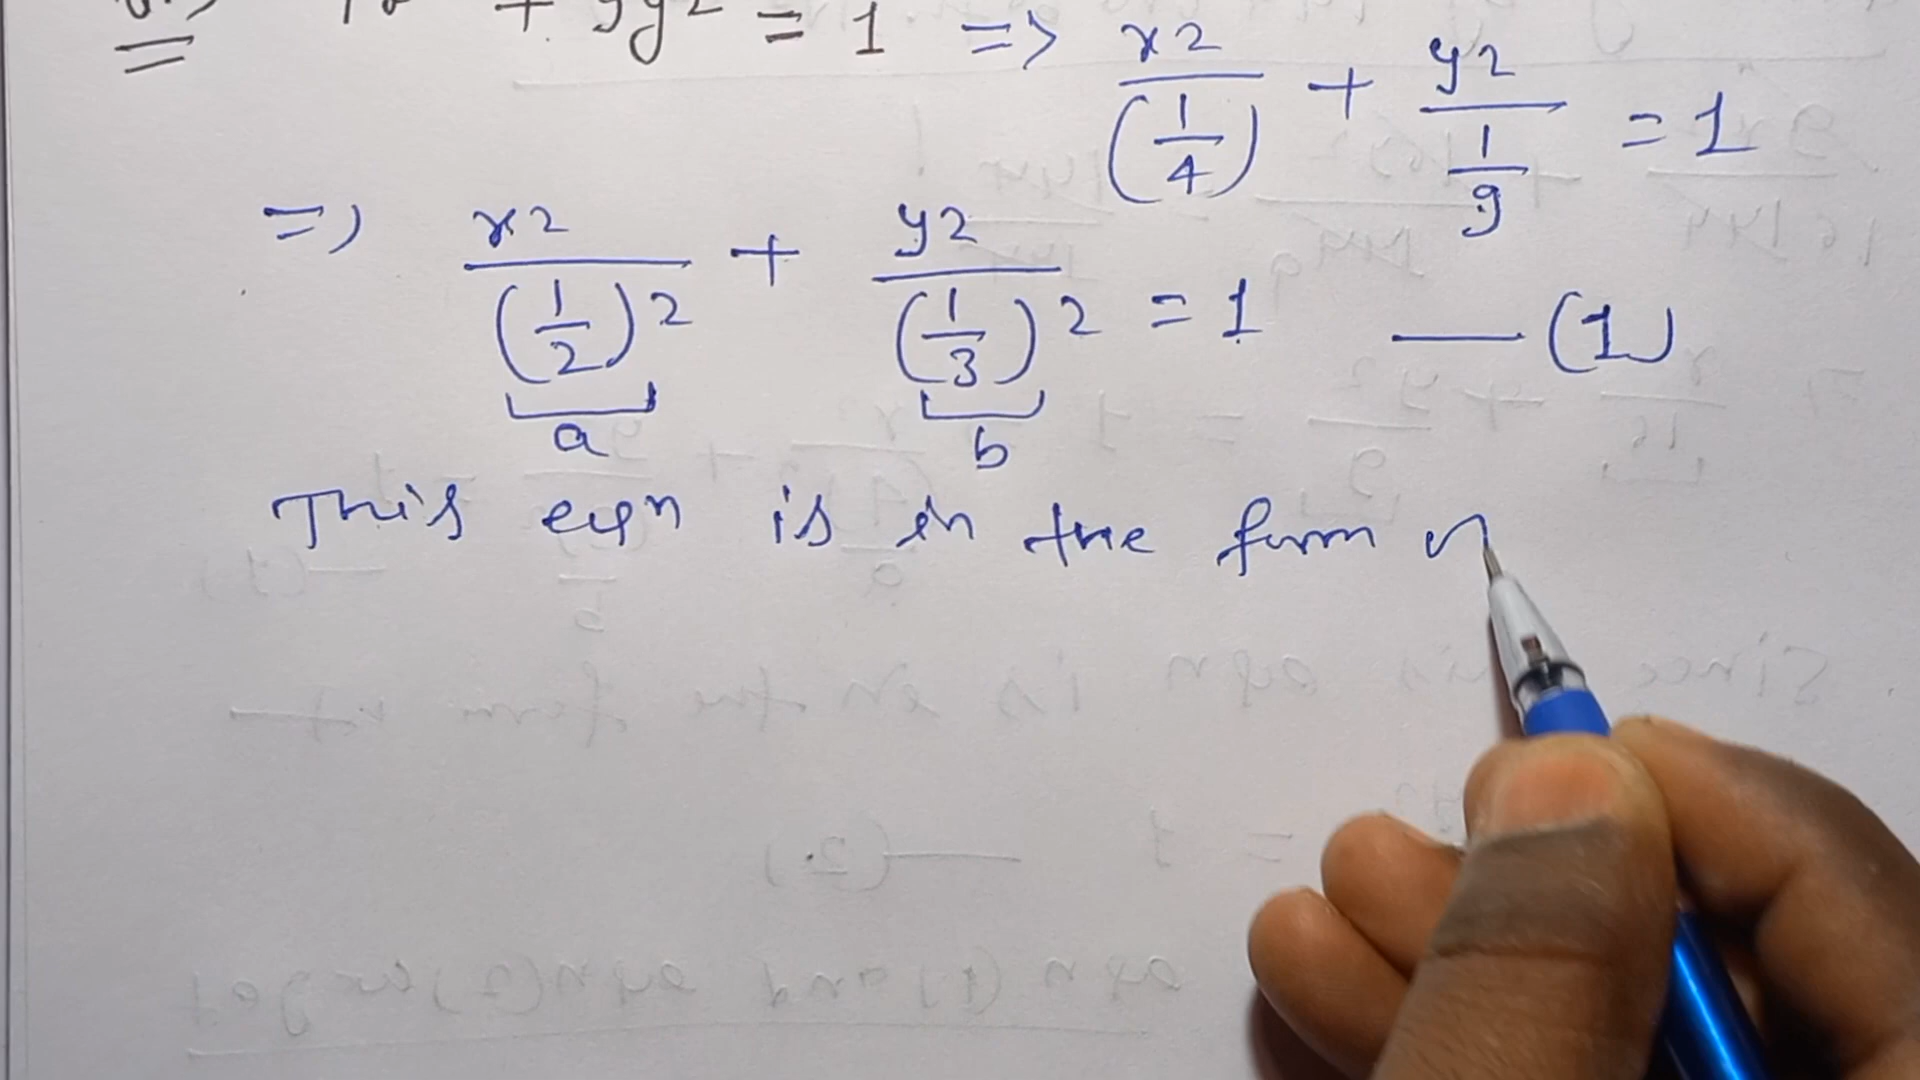 + 9y2 = 1 => x2/(1/4) + y2/(1/9) = 1
=) x2/(1/2)2 + y2/(1/3)2 = 1 — (1)
a b
This eqn is in the form